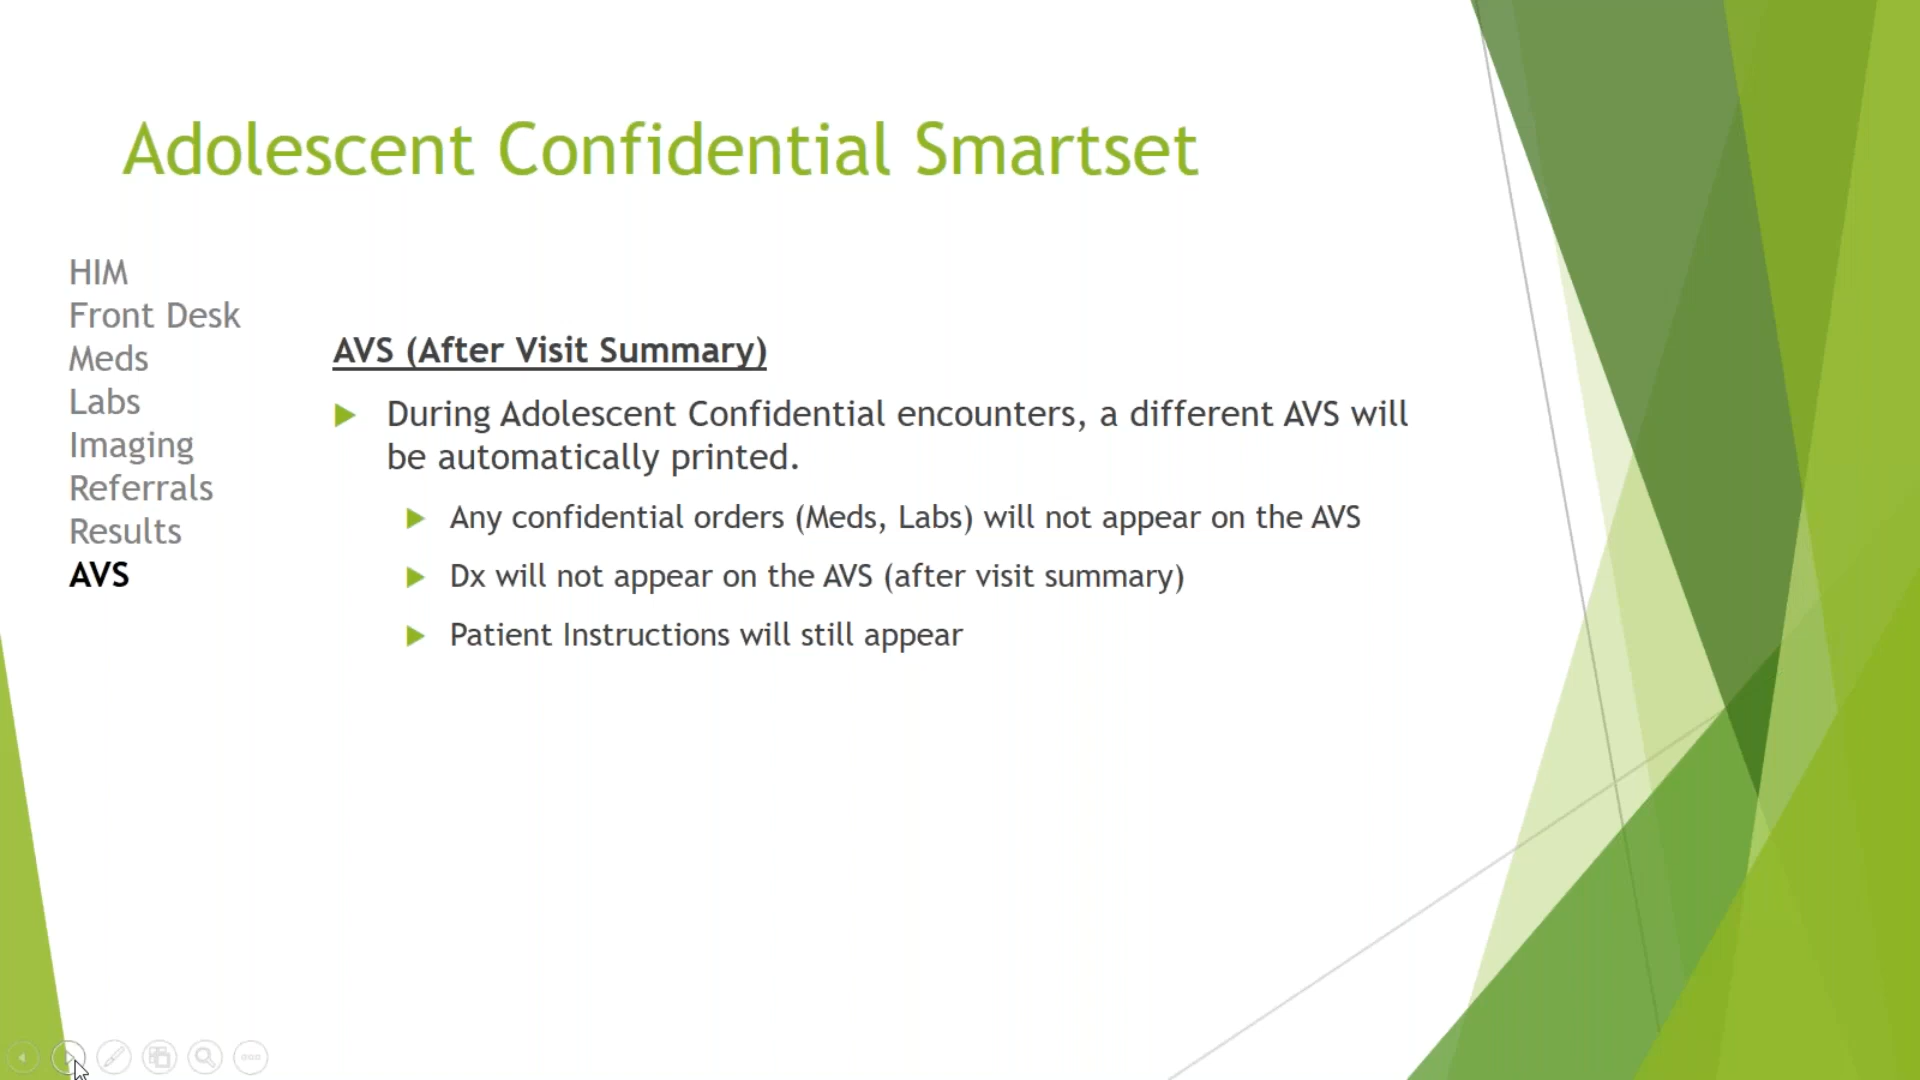 Adolescent Confidential Smartset
HIM
Front Desk
Meds
Labs
Imaging
Referrals
Results
AVS
AVS (After Visit Summary)
During Adolescent Confidential encounters, a different AVS will
be automatically printed.
Any confidential orders (Meds, Labs) will not appear on the AVS
Dx will not appear on the AVS (after visit summary)
Patient Instructions will still appear